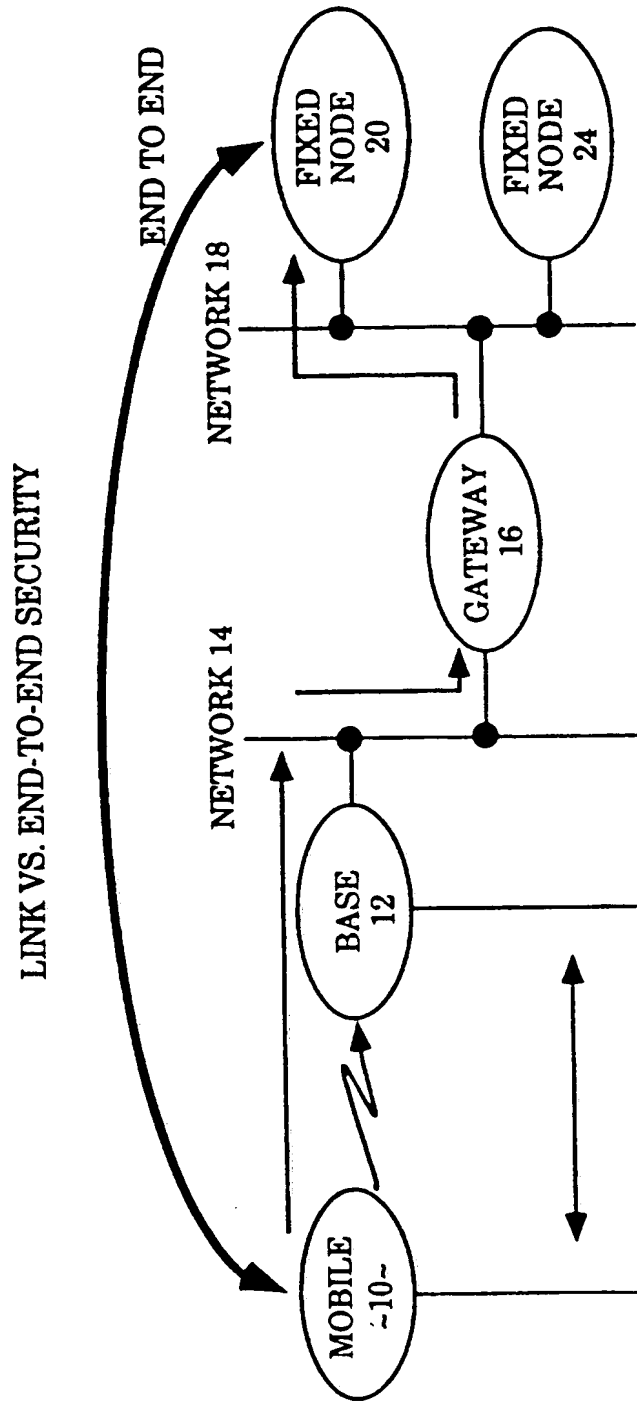 LINK VS. END-TO-END SECURITY
END TO END
NETWORK 14
NETWORK 18
MOBILE
~10~
BASE
12
GATEWAY
16
FIXED
NODE
20
FIXED
NODE
24